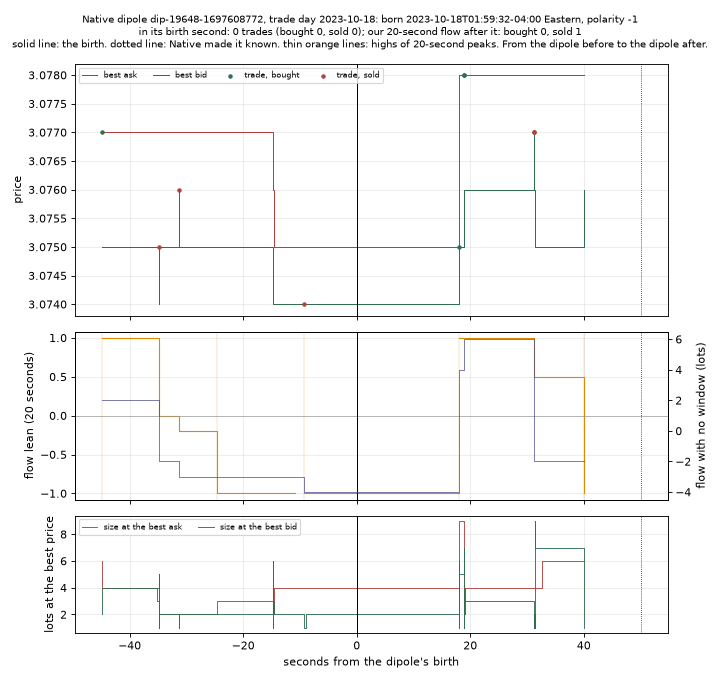 Native dipole dip-19648-1697608772, trade day 2023-10-18: born 2023-10-18T01:59:32-04:00 Eastern, polarity -1
in its birth second: 0 trades (bought 0, sold 0); our 20-second flow after it: bought 0, sold 1
solid line: the birth. dotted line: Native made it known. thin orange lines: highs of 20-second peaks. From the dipole before to the dipole after.
best ask
best bid
trade, bought
trade, sold
3.0780
3.0775
3.0770
3.0765
3.0760
3.0755
3.0750
3.0745
3.0740
price
1.0
0.5
0.0
−0.5
−1.0
flow lean (20 seconds)
6
4
2
0
−2
−4
flow with no window (lots)
size at the best ask
size at the best bid
8
6
4
2
lots at the best price
−40
−20
0
20
40
seconds from the dipole's birth